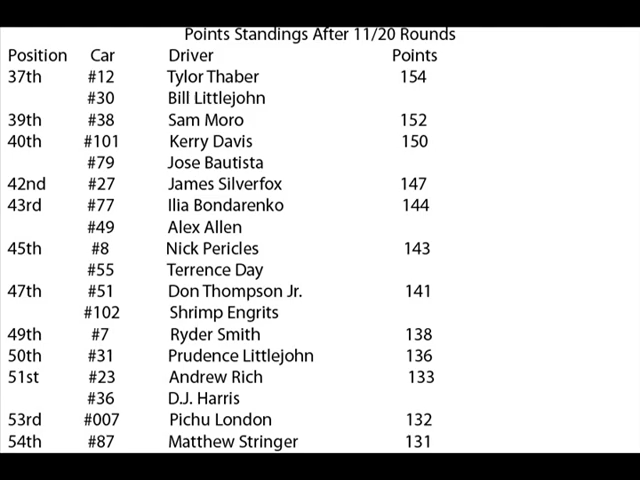 Points Standings After 11/20 Rounds
Position Car Driver Points
37th #12 Tylor Thaber 154
#30 Bill Littlejohn
39th #38 Sam Moro 152
40th #101 Kerry Davis 150
#79 Jose Bautista
42nd #27 James Silverfox 147
43rd #77 Ilia Bondarenko 144
#49 Alex Allen
45th #8 Nick Pericles 143
#55 Terrence Day
47th #51 Don Thompson Jr. 141
#102 Shrimp Engrits
49th #7 Ryder Smith 138
50th #31 Prudence Littlejohn 136
51st #23 Andrew Rich 133
#36 D.J. Harris
53rd #007 Pichu London 132
54th #87 Matthew Stringer 131